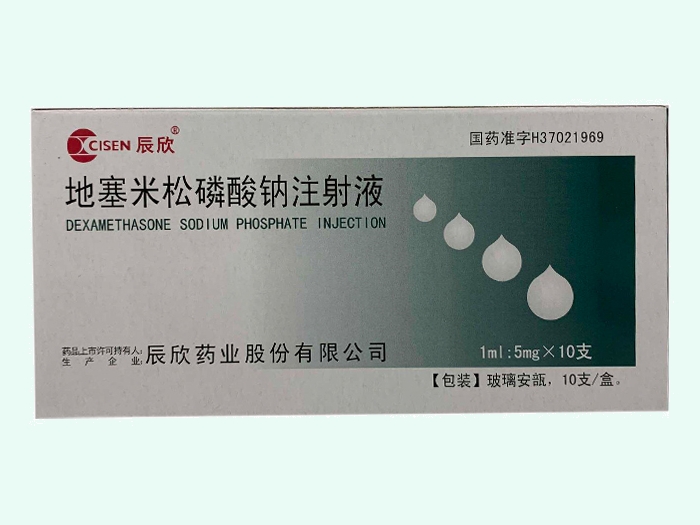 CISEN 辰欣®
国药准字H37021969
地塞米松磷酸钠注射液
DEXAMETHASONE SODIUM PHOSPHATE INJECTION
药品上市许可持有人:
生产企业:
辰欣药业股份有限公司
1ml:5mg×10支
【包装】玻璃安瓿，10支/盒。